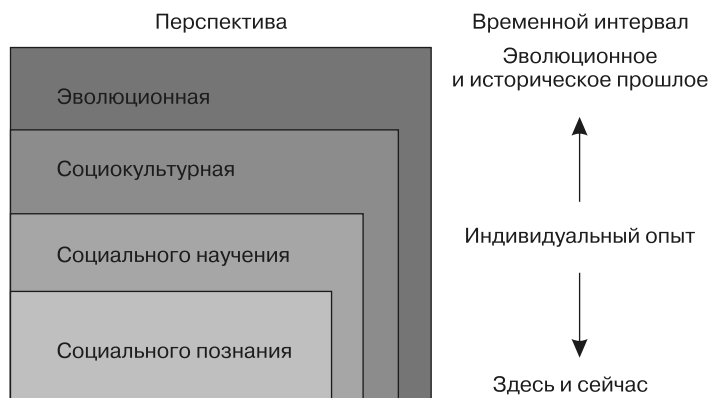 Перспектива
Временной интервал
Эволюционное
и историческое прошлое
Эволюционная
Социокультурная
Индивидуальный опыт
Социального научения
Социального познания
Здесь и сейчас